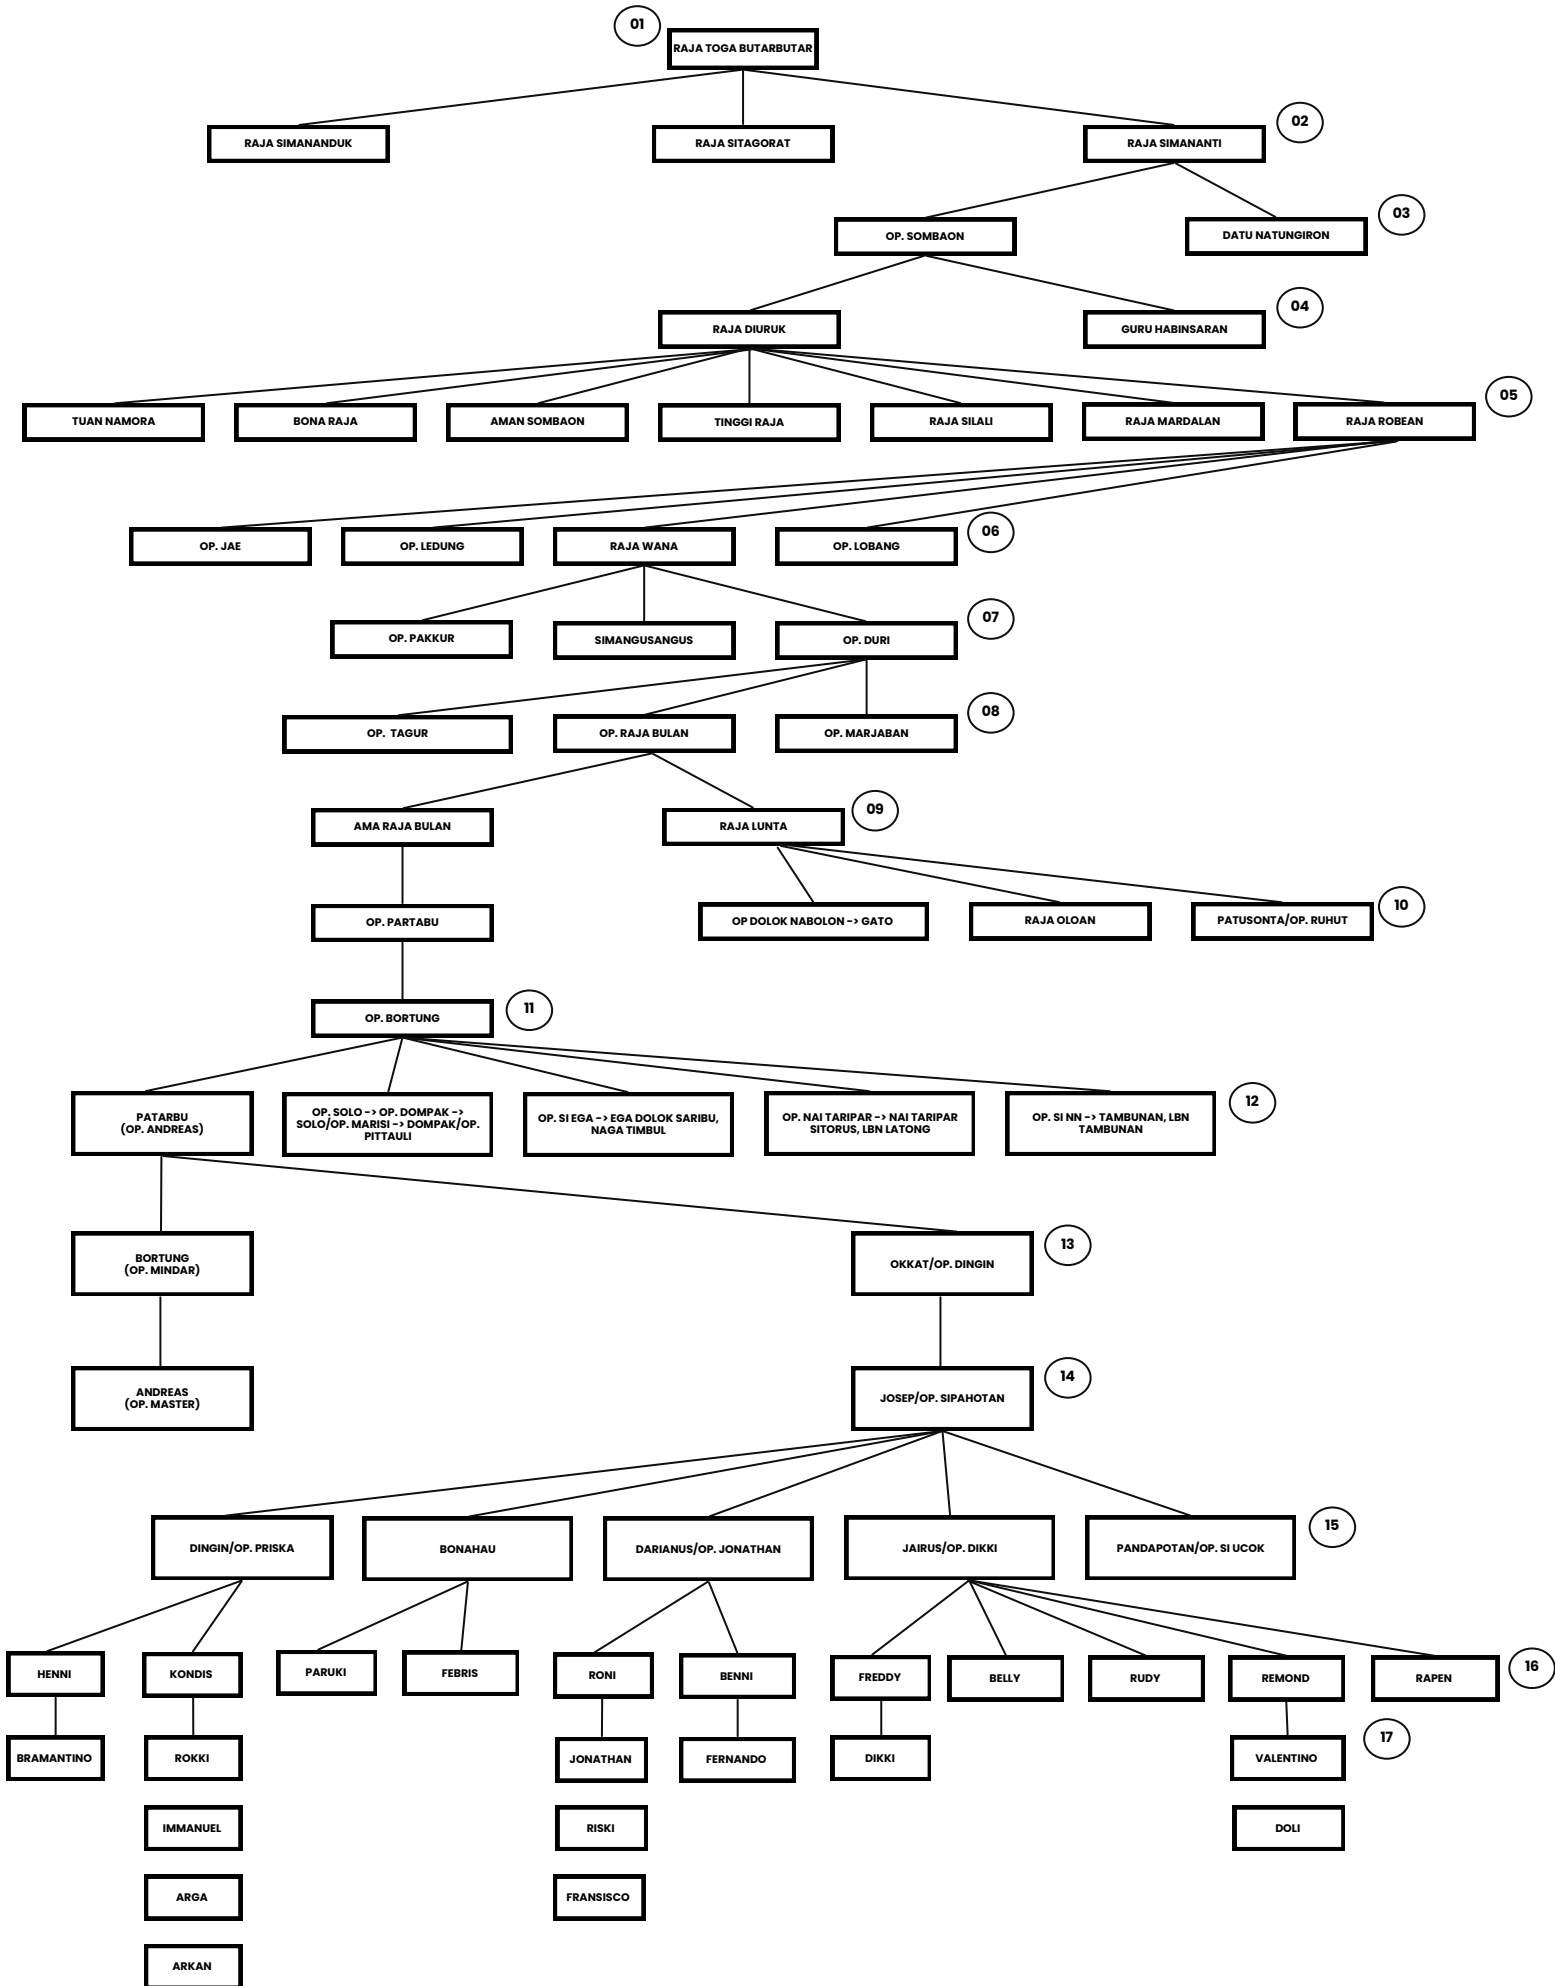 01
RAJA TOGA BUTARBUTAR
02
RAJA SIMANANDUK
RAJA SITAGORAT
RAJA SIMANANTI
03
OP. SOMBAON
DATU NATUNGIRON
04
RAJA DIURUK
GURU HABINSARAN
05
TUAN NAMORA
BONA RAJA
AMAN SOMBAON
TINGGI RAJA
RAJA SILALI
RAJA MARDALAN
RAJA ROBEAN
06
OP. JAE
OP. LEDUNG
RAJA WANA
OP. LOBANG
07
OP. PAKKUR
SIMANGUSANGUS
OP. DURI
08
OP. TAGUR
OP. RAJA BULAN
OP. MARJABAN
09
AMA RAJA BULAN
RAJA LUNTA
10
OP. PARTABU
OP DOLOK NABOLON -> GATO
RAJA OLOAN
PATUSONTA/OP. RUHUT
11
OP. BORTUNG
12
PATARBU
(OP. ANDREAS)
OP. SOLO -> OP. DOMPAK ->
SOLO/OP. MARISI -> DOMPAK/OP.
PITTAULI
OP. SI EGA -> EGA DOLOK SARIBU,
NAGA TIMBUL
OP. NAI TARIPAR -> NAI TARIPAR
SITORUS, LBN LATONG
OP. SI NN -> TAMBUNAN, LBN
TAMBUNAN
13
BORTUNG
(OP. MINDAR)
OKKAT/OP. DINGIN
14
ANDREAS
(OP. MASTER)
JOSEP/OP. SIPAHOTAN
15
DINGIN/OP. PRISKA
BONAHAU
DARIANUS/OP. JONATHAN
JAIRUS/OP. DIKKI
PANDAPOTAN/OP. SI UCOK
16
HENNI
KONDIS
PARUKI
FEBRIS
RONI
BENNI
FREDDY
BELLY
RUDY
REMOND
RAPEN
17
BRAMANTINO
ROKKI
JONATHAN
FERNANDO
DIKKI
VALENTINO
IMMANUEL
RISKI
DOLI
ARGA
FRANSISCO
ARKAN